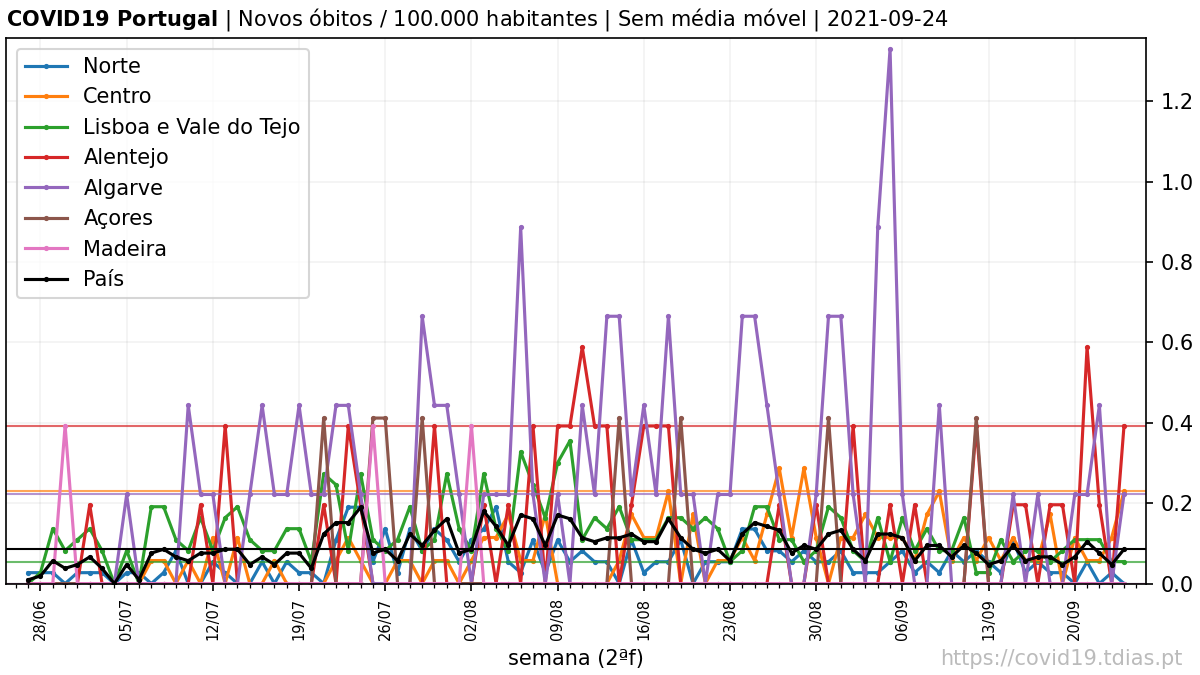 COVID19 Portugal | Novos óbitos / 100.000 habitantes | Sem média móvel | 2021-09-24
Norte
Centro
Lisboa e Vale do Tejo
Alentejo
Algarve
Açores
Madeira
País
1.2
1.0
0.8
0.6
0.4
0.2
0.0
28/06
05/07
12/07
19/07
26/07
02/08
09/08
16/08
23/08
30/08
06/09
13/09
20/09
semana (2ªf)
https://covid19.tdias.pt